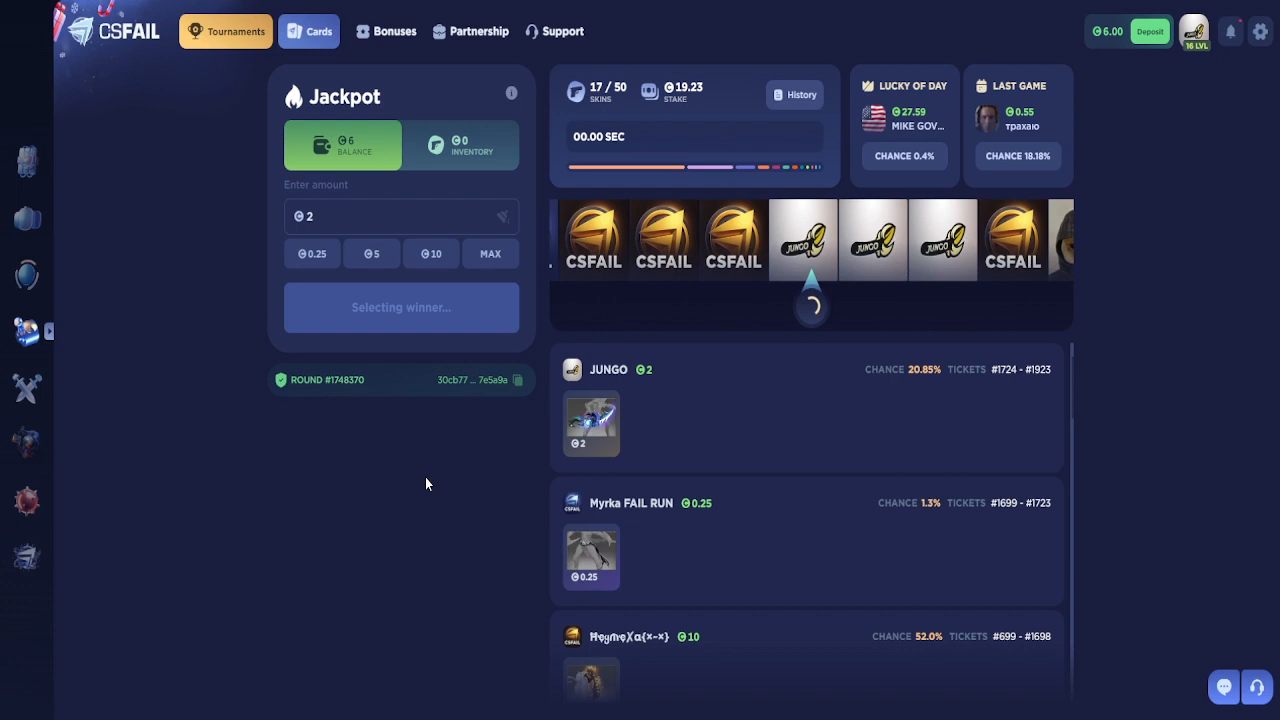 CSFAIL
Tournaments
Cards
Bonuses
Partnership
Support
6.00
Deposit
16 LVL
Jackpot
6
BALANCE
0
INVENTORY
Enter amount
2
0.25
5
10
MAX
Selecting winner...
ROUND #1748370
30cb77 ... 7e5a9a
17 / 50
SKINS
19.23
STAKE
History
00.00 SEC
LUCKY OF DAY
27.59
MIKE GOV...
CHANCE 0.4%
LAST GAME
0.55
трахаю
CHANCE 18.18%
CSFAIL
CSFAIL
CSFAIL
JUNGO
JUNGO
JUNGO
CSFAIL
JUNGO 2
CHANCE 20.85% TICKETS #1724 - #1923
2
Myrka FAIL RUN 0.25
CHANCE 1.3% TICKETS #1699 - #1723
0.25
10
CHANCE 52.0% TICKETS #699 - #1698